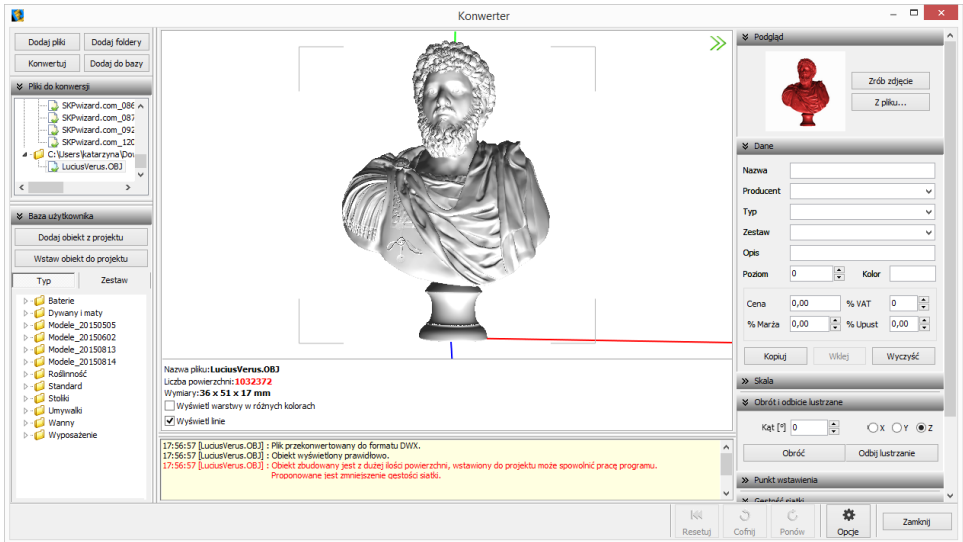 Konwerter
Dodaj pliki
Dodaj foldery
Konwertuj
Dodaj do bazy
Pliki do konwersji
SKPwizard.com_086
SKPwizard.com_087
SKPwizard.com_092
SKPwizard.com_120
C:\Users\katarzyna\Do
LuciusVerus.OBJ
Baza użytkownika
Dodaj obiekt z projektu
Wstaw obiekt do projektu
Typ
Zestaw
Baterie
Dywany i maty
Modele_20150505
Modele_20150602
Modele_20150813
Modele_20150814
Roślinność
Standard
Stoliki
Umywalki
Wanny
Wyposażenie
Nazwa pliku:LuciusVerus.OBJ
Liczba powierzchni:1032372
Wymiary:36 x 51 x 17 mm
Wyświetl warstwy w różnych kolorach
Wyświetl linie
17:56:57 [LuciusVerus.OBJ] : Plik przekonwertowany do formatu DWX.
17:56:57 [LuciusVerus.OBJ] : Obiekt wyświetlony prawidłowo.
17:56:57 [LuciusVerus.OBJ] : Obiekt zbudowany jest z dużej ilości powierzchni, wstawiony do projektu może spowolnić pracę programu.
Proponowane jest zmniejszenie gęstości siatki.
Podgląd
Zrób zdjęcie
Z pliku...
Dane
Nazwa
Producent
Typ
Zestaw
Opis
Poziom 0 Kolor
Cena 0,00 % VAT 0
% Marża 0,00 % Upust 0,00
Kopiuj Wklej Wyczyść
Skala
Obrót i odbicie lustrzane
Kąt [°] 0 X Y Z
Obróć Odbij lustrzanie
Punkt wstawienia
Gęstość siatki
Resetuj Cofnij Ponów Opcje Zamknij